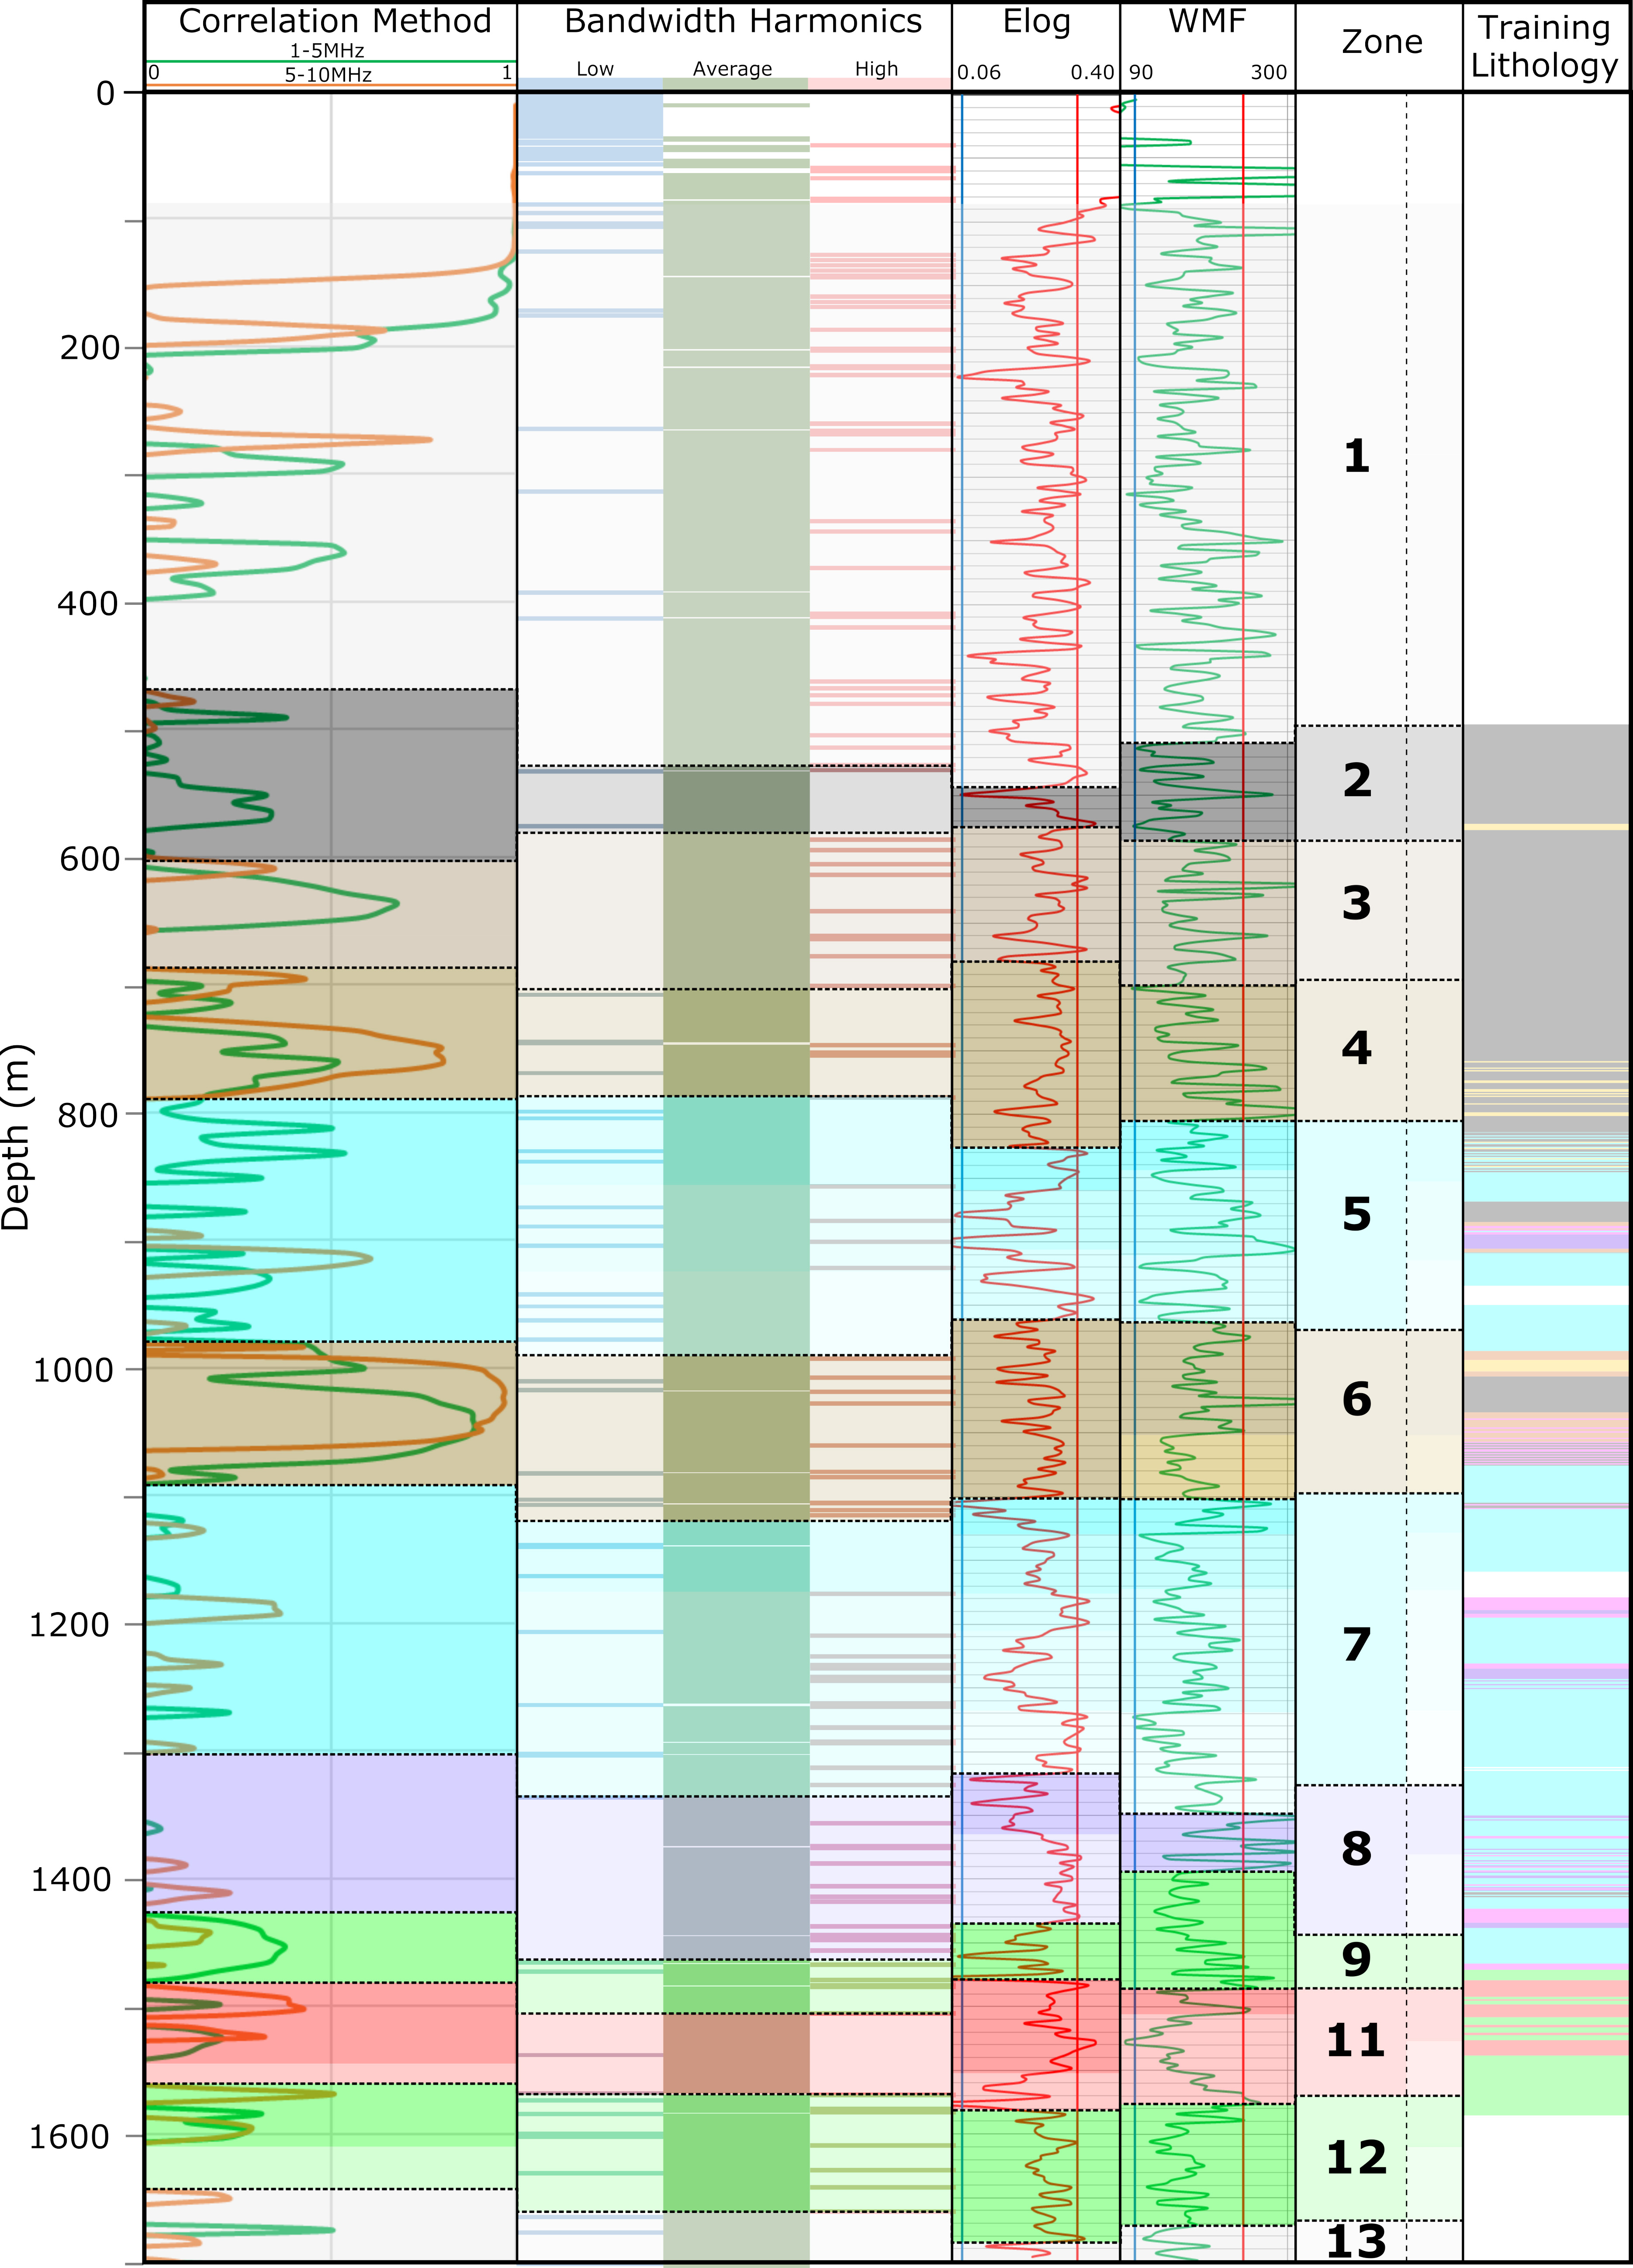 Correlation Method
1-5MHz
0 5-10MHz 1
Bandwidth Harmonics
Low Average High
Elog
0.06 0.40
WMF
90 300
Zone
Training
Lithology
Depth (m)
0
200
400
600
800
1000
1200
1400
1600
1
2
3
4
5
6
7
8
9
11
12
13